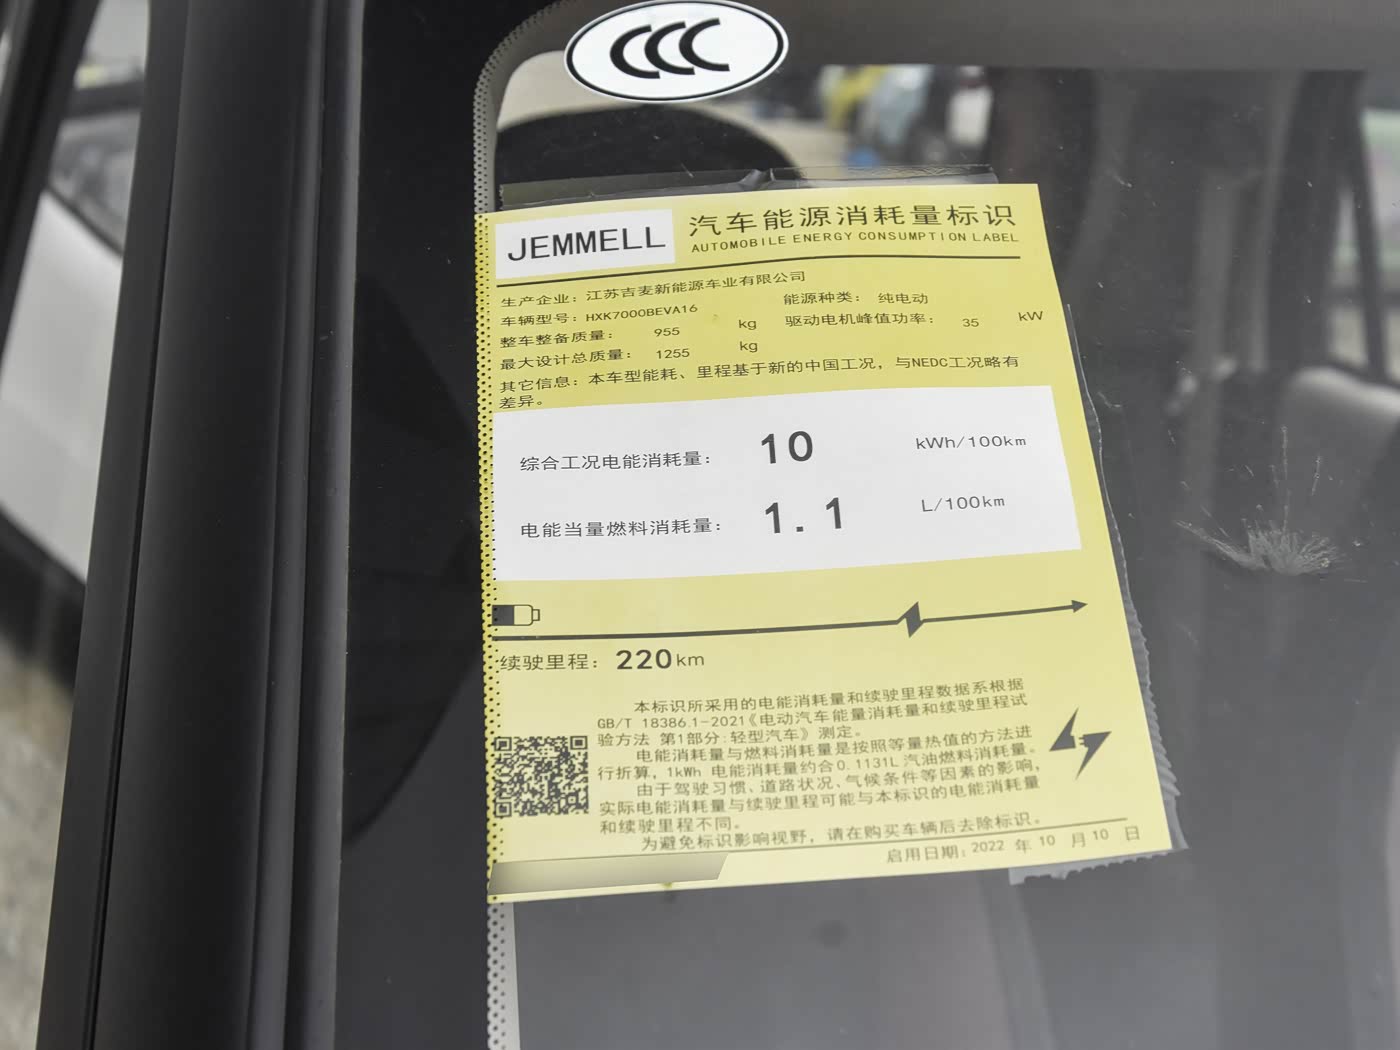 CCC
JEMMELL
汽车能源消耗量标识
AUTOMOBILE ENERGY CONSUMPTION LABEL
生产企业：江苏吉麦新能源车业有限公司
车辆型号：HXK7000BEVA16 能源种类：纯电动
整车整备质量： 955 kg 驱动电机峰值功率： 35 kW
最大设计总质量： 1255 kg
其它信息：本车型能耗、里程基于新的中国工况，与NEDC工况略有
差异。
综合工况电能消耗量： 10 kWh/100km
电能当量燃料消耗量： 1.1 L/100km
续驶里程：220km
本标识所采用的电能消耗量和续驶里程数据系根据
GB/T 18386.1-2021《电动汽车能量消耗量和续驶里程试
验方法 第1部分：轻型汽车》测定。
电能消耗量与燃料消耗量是按照等量热值的方法进
行折算，1kWh 电能消耗量约合0.1131L 汽油燃料消耗量。
由于驾驶习惯、道路状况、气候条件等因素的影响，
实际电能消耗量与续驶里程可能与本标识的电能消耗量
和续驶里程不同。
为避免标识影响视野，请在购买车辆后去除标识。
启用日期：2022 年 10 月 10 日